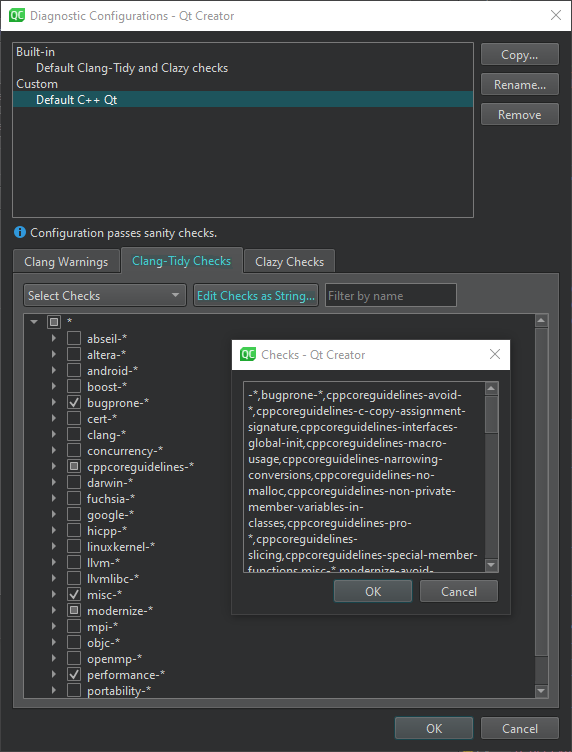 QC Diagnostic Configurations - Qt Creator
Built-in
Default Clang-Tidy and Clazy checks
Custom
Default C++ Qt
Copy...
Rename...
Remove
Configuration passes sanity checks.
Clang Warnings
Clang-Tidy Checks
Clazy Checks
Select Checks
Edit Checks as String...
Filter by name
*
abseil-*
altera-*
android-*
boost-*
bugprone-*
cert-*
clang-*
concurrency-*
cppcoreguidelines-*
darwin-*
fuchsia-*
google-*
hicpp-*
linuxkernel-*
llvm-*
llvmlibc-*
misc-*
modernize-*
mpi-*
objc-*
openmp-*
performance-*
portability-*
QC Checks - Qt Creator
-*,bugprone-*,cppcoreguidelines-avoid-
*,cppcoreguidelines-c-copy-assignment-
signature,cppcoreguidelines-interfaces-
global-init,cppcoreguidelines-macro-
usage,cppcoreguidelines-narrowing-
conversions,cppcoreguidelines-no-
malloc,cppcoreguidelines-non-private-
member-variables-in-
classes,cppcoreguidelines-pro-
*,cppcoreguidelines-
slicing,cppcoreguidelines-special-member-
functions,misc-*,modernize-avoid-
OK
Cancel
OK
Cancel